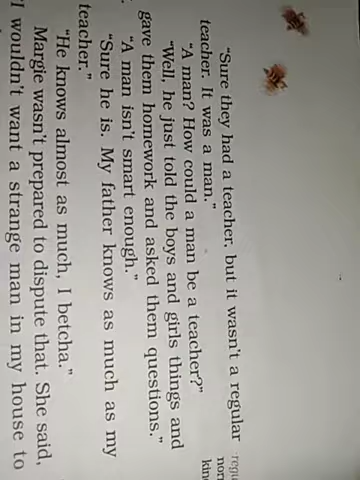 "Sure they had a teacher, but it wasn't a regular
teacher. It was a man."
"A man? How could a man be a teacher?"
"Well, he just told the boys and girls things and
gave them homework and asked them questions."
"A man isn't smart enough."
"Sure he is. My father knows as much as my
teacher."
"He knows almost as much, I betcha."
Margie wasn't prepared to dispute that. She said,
"I wouldn't want a strange man in my house to